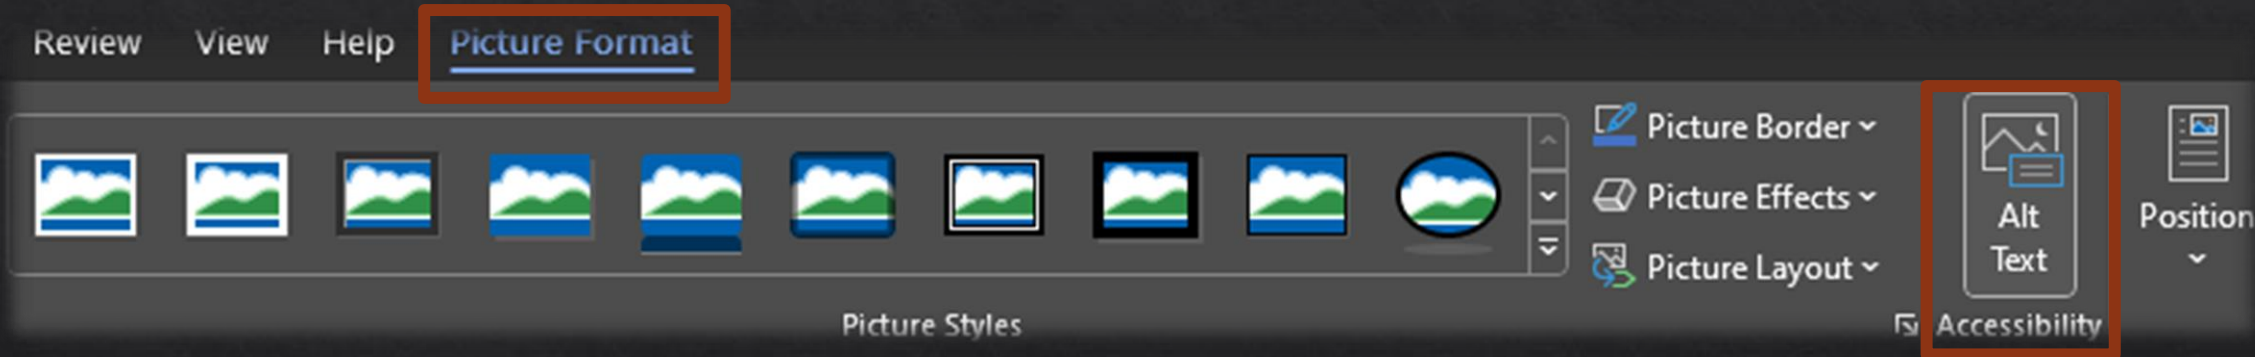 Review View Help Picture Format
Picture Border
Picture Effects
Picture Layout
Alt
Text
Position
Picture Styles
Accessibility